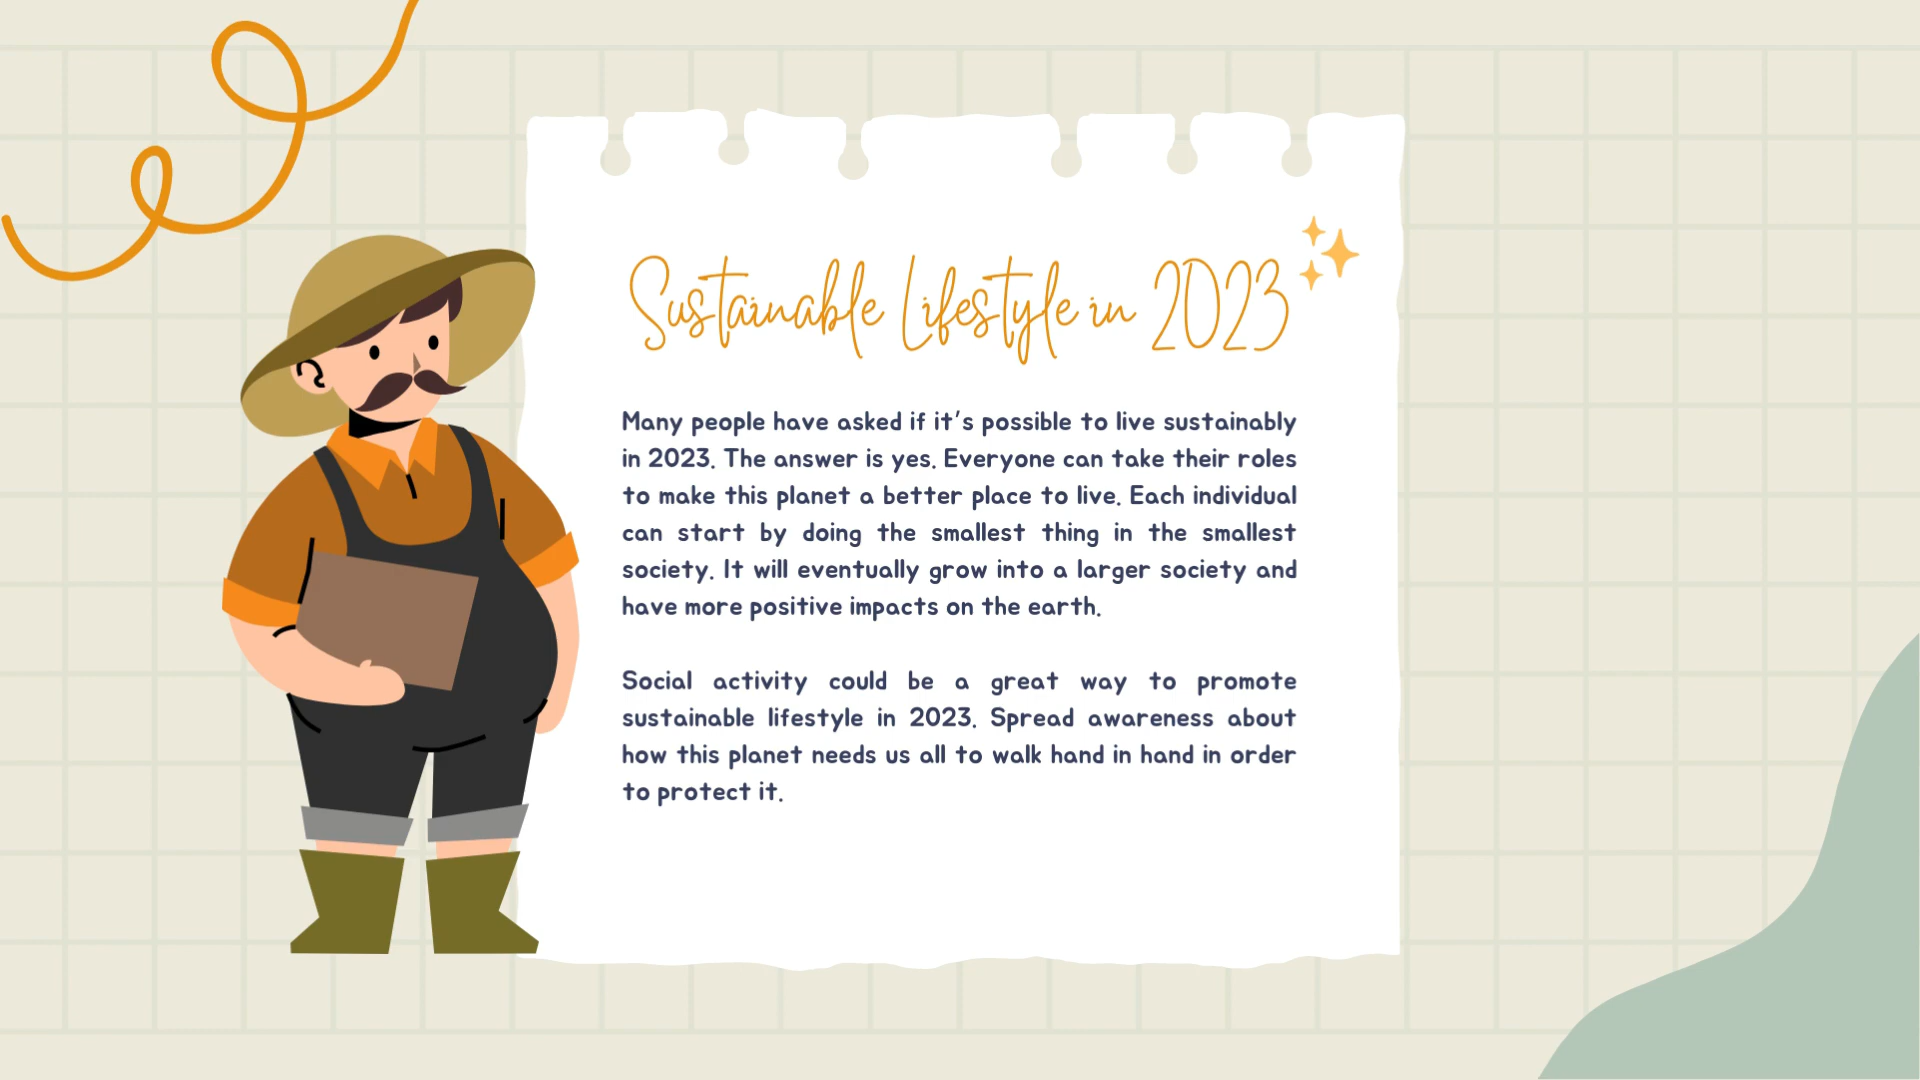 Sustainable Lifestyle in 2023
Many people have asked if it's possible to live sustainably
in 2023. The answer is yes. Everyone can take their roles
to make this planet a better place to live. Each individual
can start by doing the smallest thing in the smallest
society. It will eventually grow into a larger society and
have more positive impacts on the earth.
Social activity could be a great way to promote
sustainable lifestyle in 2023. Spread awareness about
how this planet needs us all to walk hand in hand in order
to protect it.